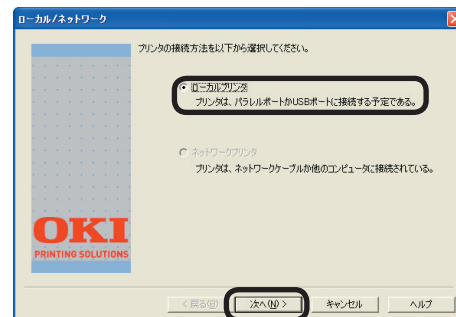 ローカル/ネットワーク
プリンタの接続方法を以下から選択してください。
ローカルプリンタ
プリンタは、パラレルポートかUSBポートに接続する予定である。
ネットワークプリンタ
プリンタは、ネットワークケーブルか他のコンピュータに接続されている。
OKI
PRINTING SOLUTIONS
< 戻る(B) 次へ(N) > キャンセル ヘルプ